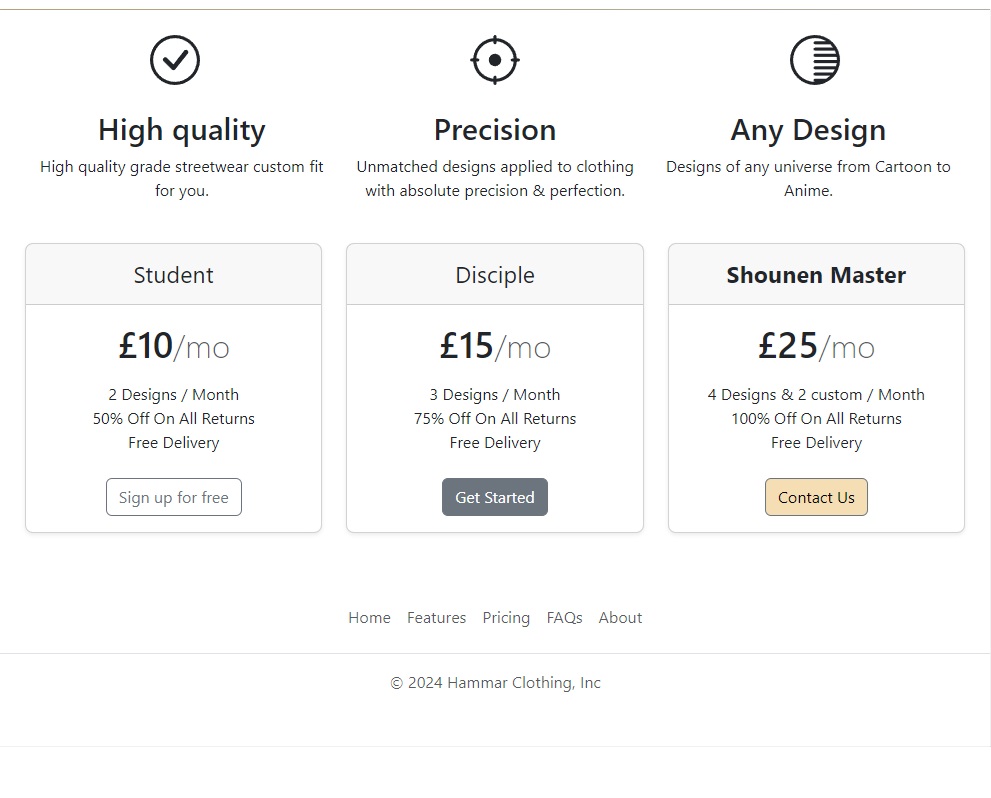 High quality
High quality grade streetwear custom fit
for you.
Precision
Unmatched designs applied to clothing
with absolute precision & perfection.
Any Design
Designs of any universe from Cartoon to
Anime.
Student
£10/mo
2 Designs / Month
50% Off On All Returns
Free Delivery
Sign up for free
Disciple
£15/mo
3 Designs / Month
75% Off On All Returns
Free Delivery
Get Started
Shounen Master
£25/mo
4 Designs & 2 custom / Month
100% Off On All Returns
Free Delivery
Contact Us
Home Features Pricing FAQs About
© 2024 Hammar Clothing, Inc